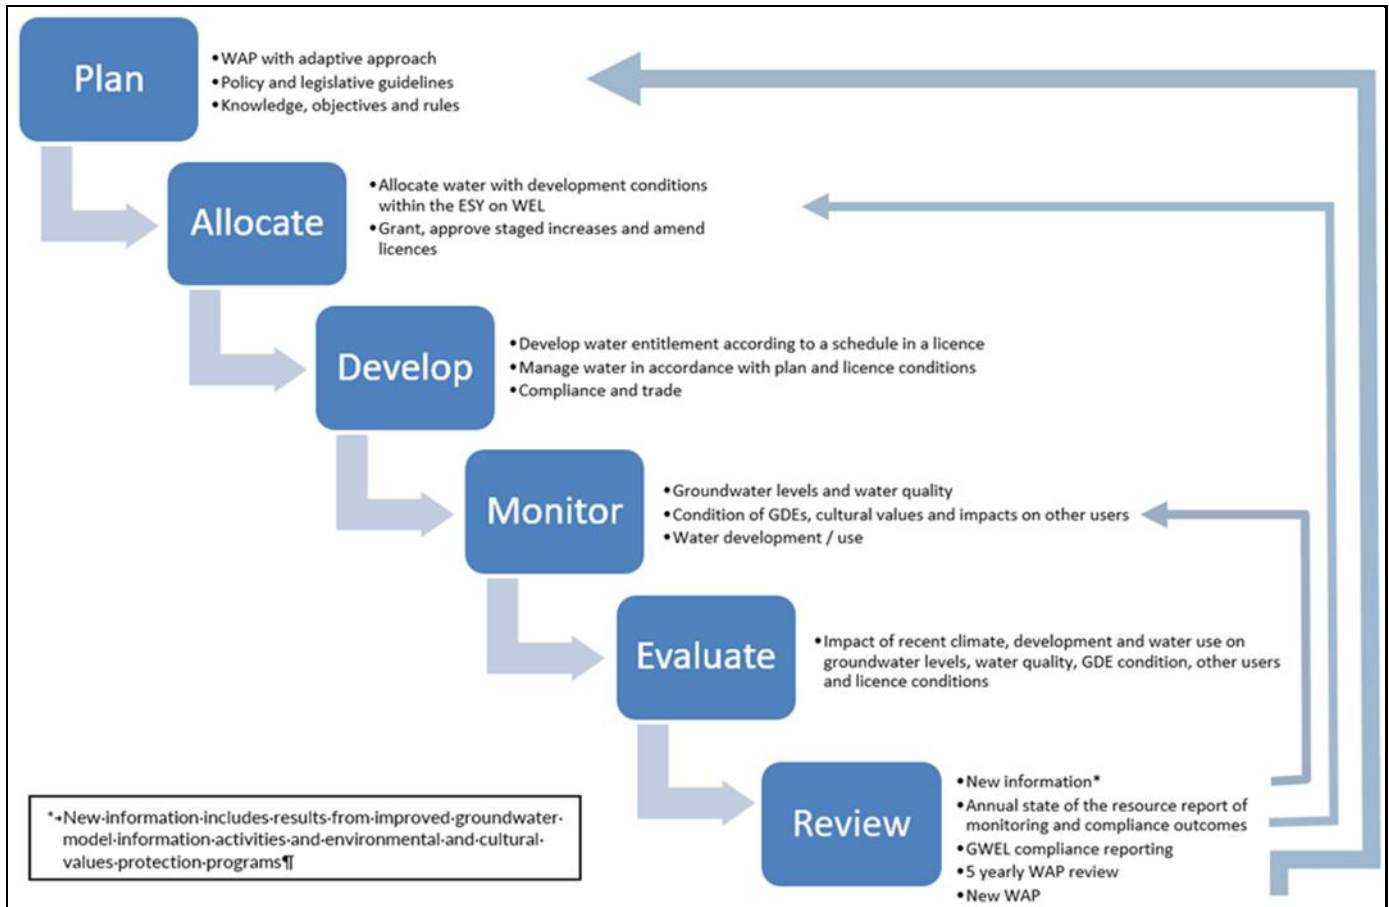 Plan
•WAP with adaptive approach
•Policy and legislative guidelines
•Knowledge, objectives and rules
Allocate
•Allocate water with development conditions
within the ESY on WEL
•Grant, approve staged increases and amend
licences
Develop
•Develop water entitlement according to a schedule in a licence
•Manage water in accordance with plan and licence conditions
•Compliance and trade
Monitor
•Groundwater levels and water quality
•Condition of GDEs, cultural values and impacts on other users
•Water development / use
Evaluate
•Impact of recent climate, development and water use on
groundwater levels, water quality, GDE condition, other users
and licence conditions
Review
•New information*
•Annual state of the resource report of
monitoring and compliance outcomes
•GWEL compliance reporting
•5 yearly WAP review
•New WAP
*→New·information·includes·results·from·improved·groundwater·
model·information·activities·and·environmental·and·cultural·
values·protection·programs¶